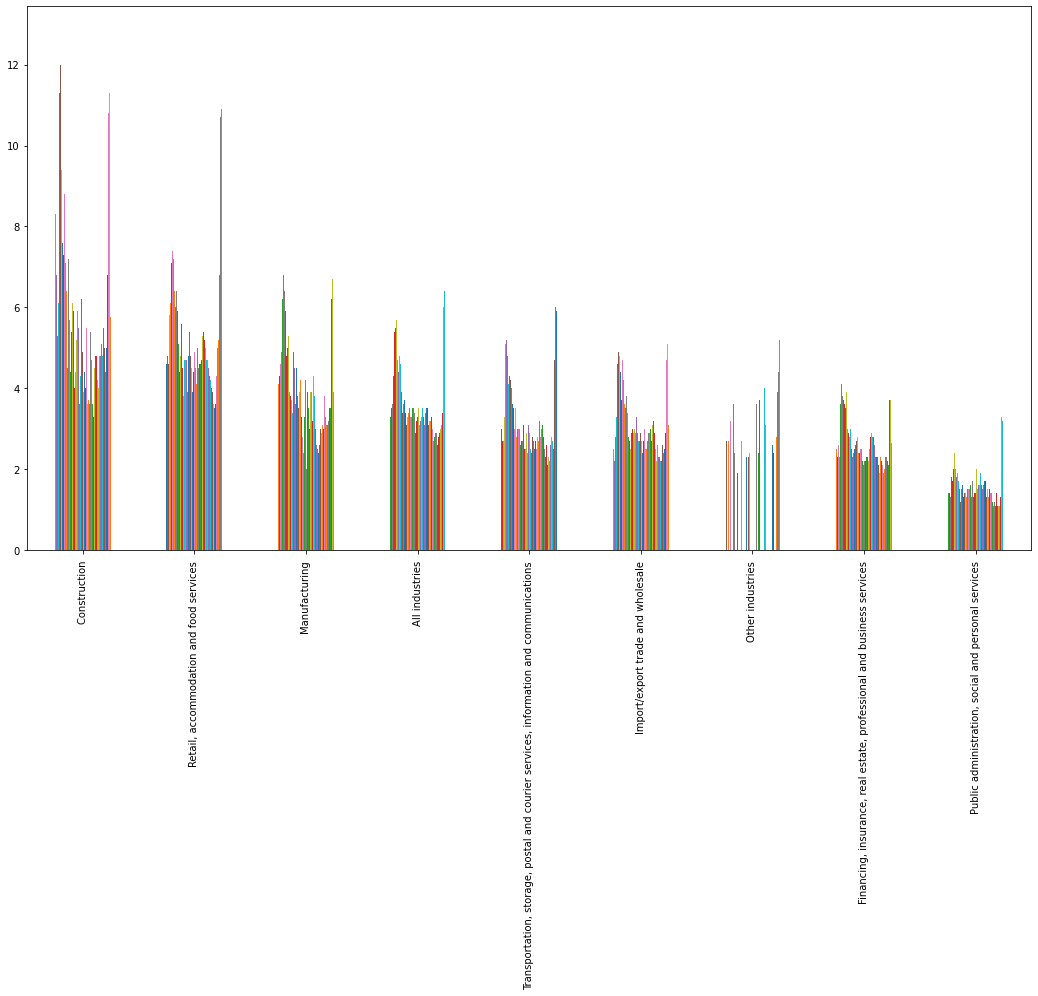 12
10
8
6
4
2
0
Construction
Retail, accommodation and food services
Manufacturing
All industries
Transportation, storage, postal and courier services, information and communications
Import/export trade and wholesale
Other industries
Financing, insurance, real estate, professional and business services
Public administration, social and personal services